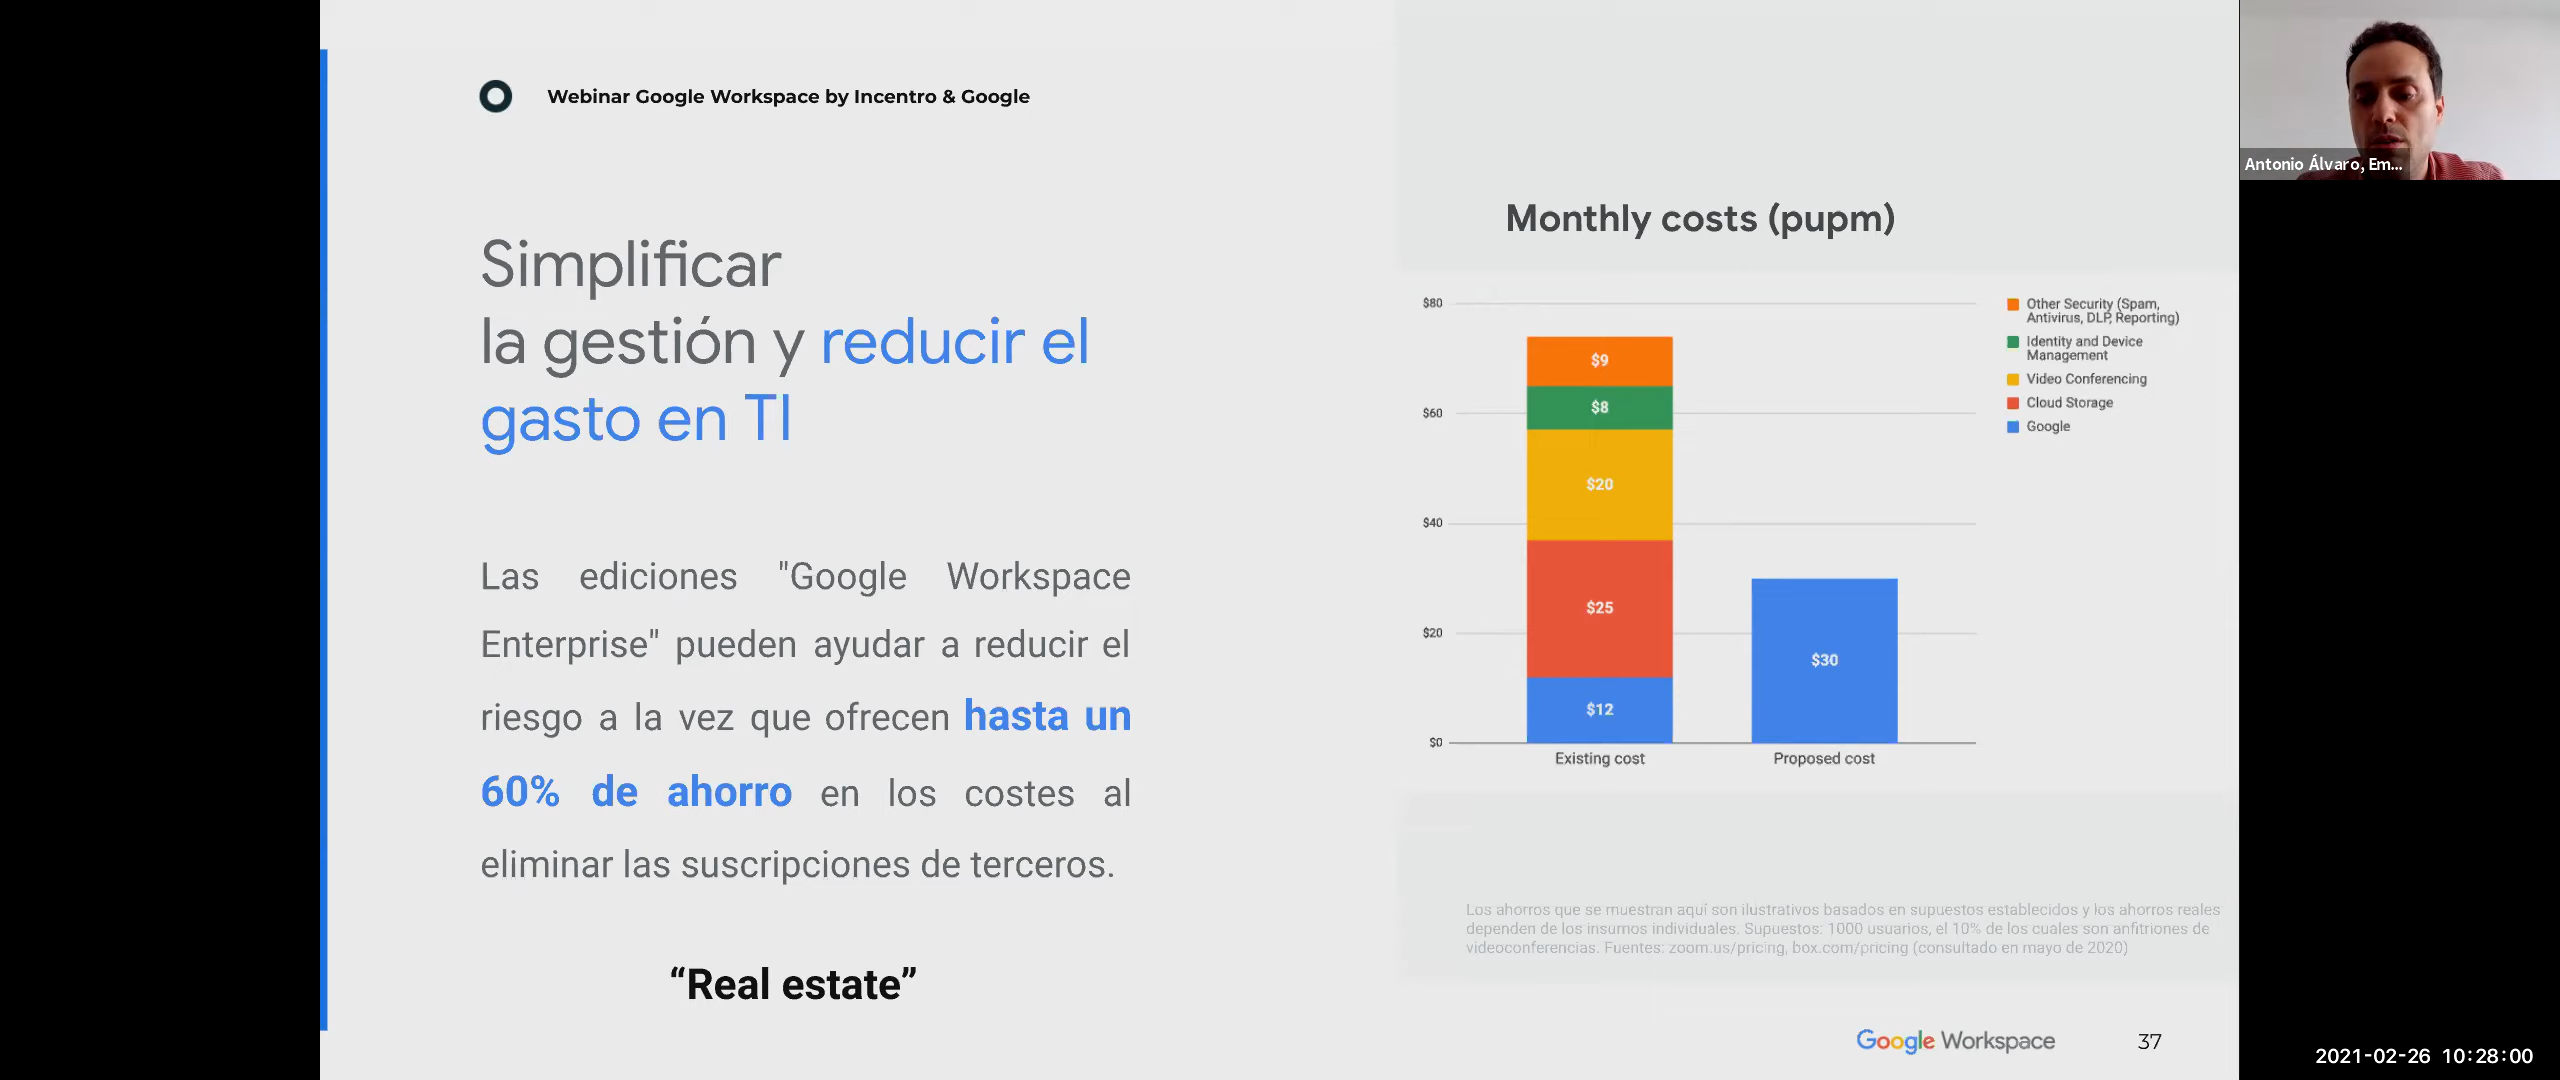 Webinar Google Workspace by Incentro & Google
Simplificar
la gestión y reducir el
gasto en TI
Las ediciones "Google Workspace
Enterprise" pueden ayudar a reducir el
riesgo a la vez que ofrecen hasta un
60% de ahorro en los costes al
eliminar las suscripciones de terceros.
“Real estate”
Monthly costs (pupm)
$80
$60
$40
$20
$0
$9
$8
$20
$25
$12
$30
Existing cost
Proposed cost
Other Security (Spam,
Antivirus, DLP, Reporting)
Identity and Device
Management
Video Conferencing
Cloud Storage
Google
Los ahorros que se muestran aquí son ilustrativos basados en supuestos establecidos y los ahorros reales
dependen de los insumos individuales. Supuestos: 1000 usuarios, el 10% de los cuales son anfitriones de
videoconferencias. Fuentes: zoom.us/pricing, box.com/pricing (consultado en mayo de 2020)
Google Workspace
37
Antonio Álvaro, Em...
2021-02-26 10:28:00